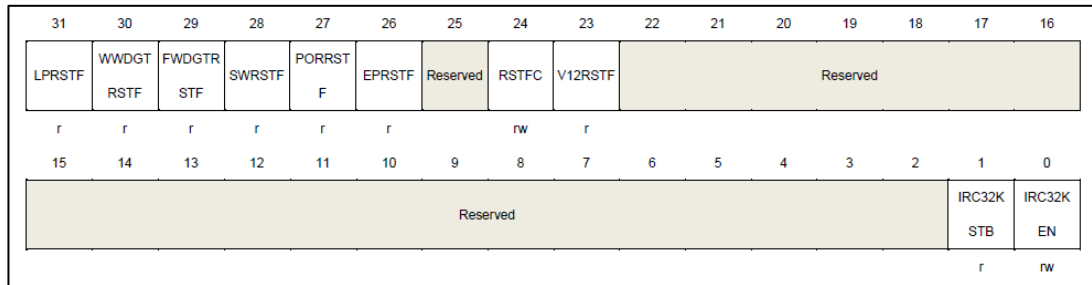 31 30 29 28 27 26 25 24 23 22 21 20 19 18 17 16
LPRSTF WWDGT RSTF FWDGTR STF SWRSTF PORRST F EPRSTF Reserved RSTFC V12RSTF Reserved
r r r r r r rw r
15 14 13 12 11 10 9 8 7 6 5 4 3 2 1 0
Reserved IRC32K STB IRC32K EN
r rw